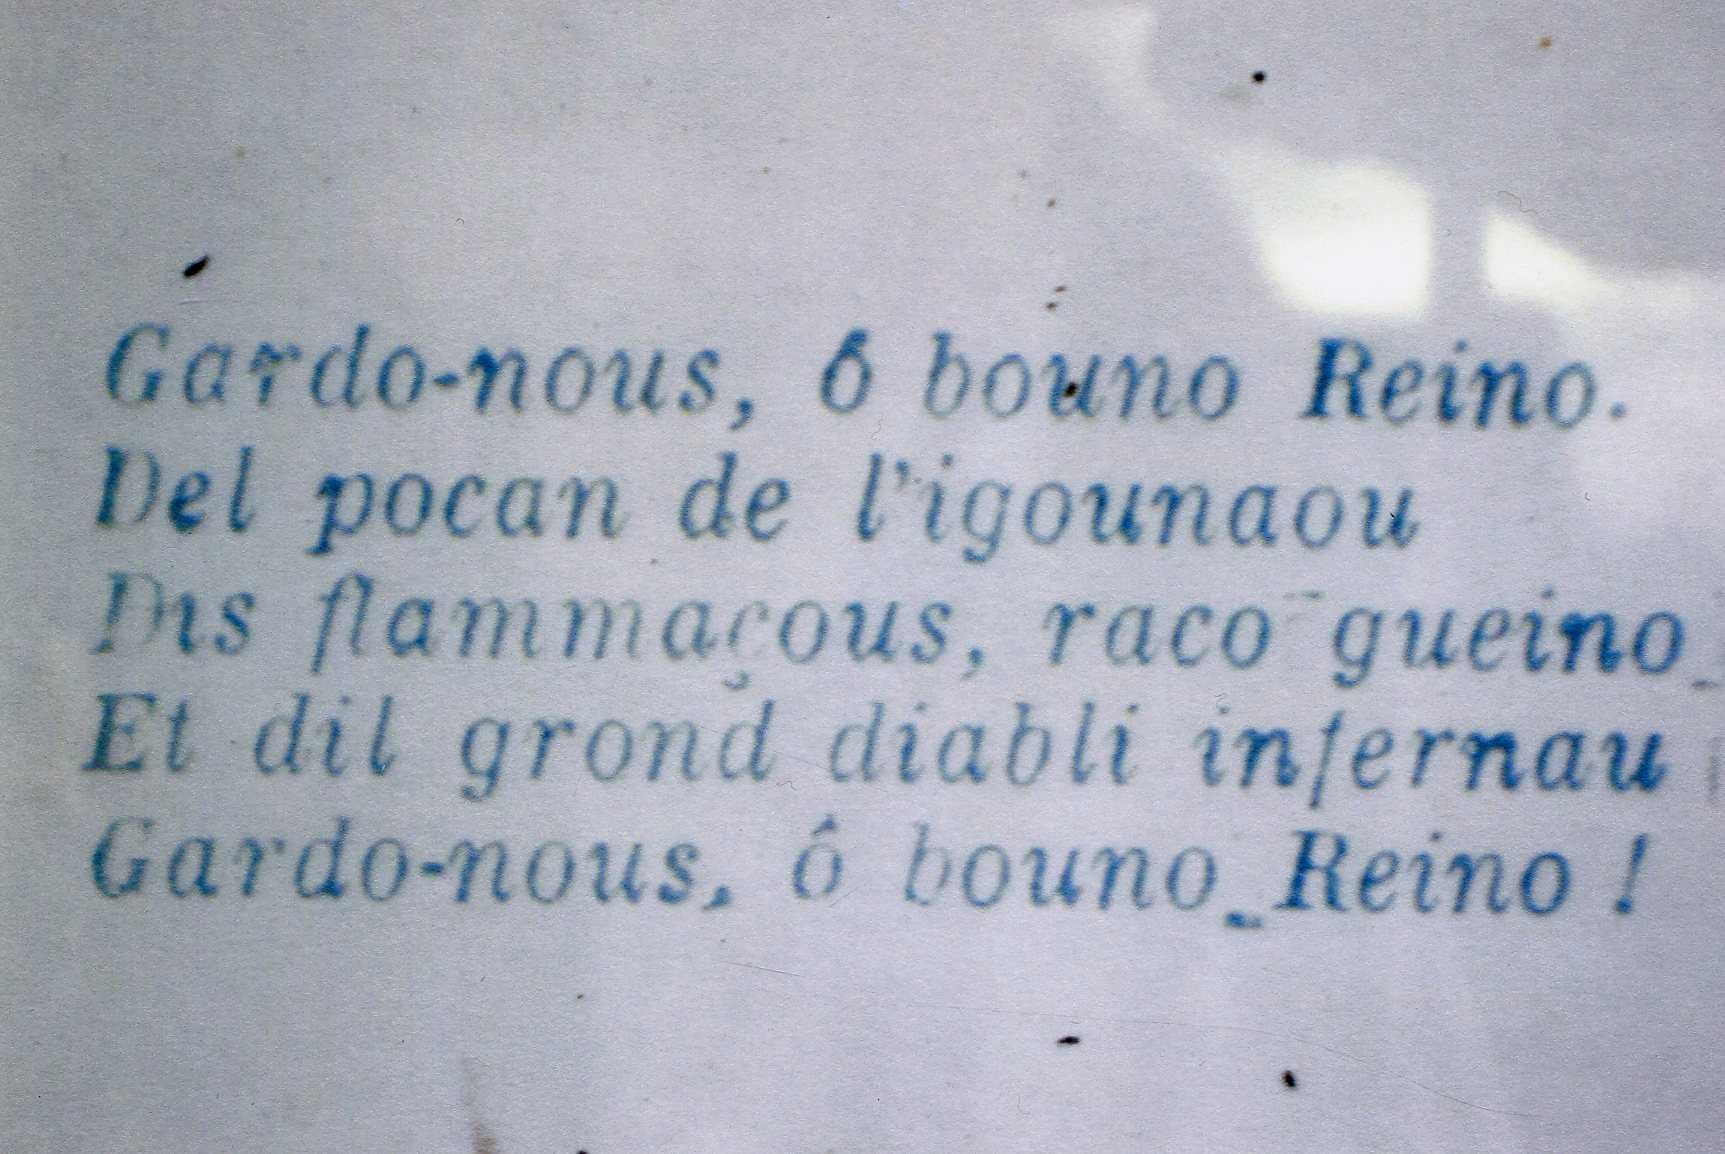 Gardo-nous, ô bouno Reino.
Del pocan de l'igounaou
Dis flammaçous, raco gueino
Et dil grond diabli infernau
Gardo-nous, ô bouno Reino !